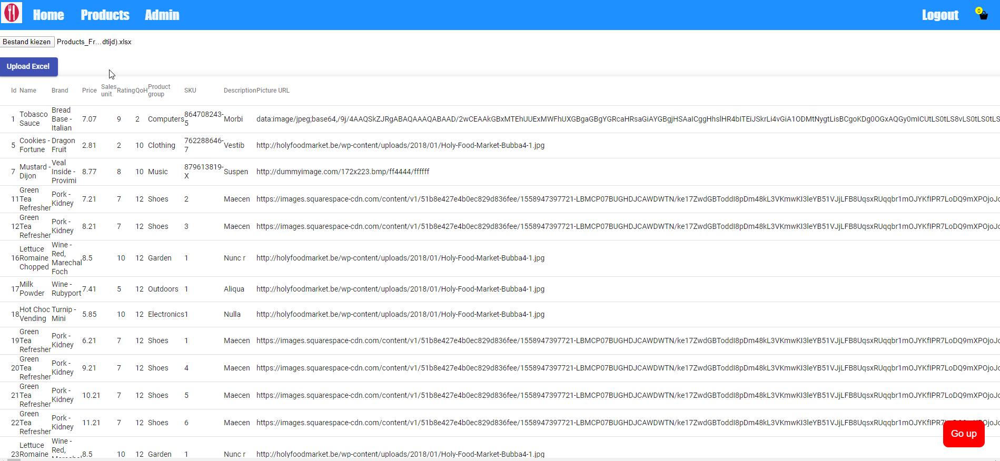 Home Products Admin Logout 0
Bestand kiezen Products_Fr...dtijd).xlsx
Upload Excel
Id Name Brand Price Sales unit Rating QoH Product group SKU Description Picture URL
1 Tobasco Sauce Bread Base - Italian 7.07 9 2 Computers 864708243-5 Morbi data:image/jpeg;base64,/9j/4AAQSkZJRgABAQAAAQABAAD/2wCEAAkGBxMTEhUUExMWFhUXGBgaGBgYGRcaHRsaGiAYGBgjHSAaICggHhslHR4bITEiJSkrLi4vGiA1ODMtNygtLisBCgoKDg0OGxAQGy0mICUtLS0tLS8vLS0tLS0tLS
5 Cookies - Fortune Dragon Fruit 2.81 2 10 Clothing 762288646-7 Vestib http://holyfoodmarket.be/wp-content/uploads/2018/01/Holy-Food-Market-Bubba4-1.jpg
7 Mustard - Dijon Veal Inside - Provimi 8.77 8 10 Music 879613819-X Suspen http://dummyimage.com/172x223.bmp/ff4444/ffffff
11 Green Tea Refresher Pork - Kidney 7.21 7 12 Shoes 2 Maecen https://images.squarespace-cdn.com/content/v1/51b8e427e4b0ec829d836fee/1558947397721-LBMCP07BUGHDJCAWDWTN/ke17ZwdGBToddI8pDm48kL3VKmwKI3leYB51VJjLFB8UqsxRUqqbr1mOJYKfIPR7LoDQ9mXPOjoJo
12 Green Tea Refresher Pork - Kidney 8.21 7 12 Shoes 3 Maecen https://images.squarespace-cdn.com/content/v1/51b8e427e4b0ec829d836fee/1558947397721-LBMCP07BUGHDJCAWDWTN/ke17ZwdGBToddI8pDm48kL3VKmwKI3leYB51VJjLFB8UqsxRUqqbr1mOJYKfIPR7LoDQ9mXPOjoJo
16 Lettuce Romaine Chopped Wine - Red, Marechal Foch 8.5 10 12 Garden 1 Nunc r http://holyfoodmarket.be/wp-content/uploads/2018/01/Holy-Food-Market-Bubba4-1.jpg
17 Milk Powder Wine - Rubyport 7.41 5 12 Outdoors 1 Aliqua http://holyfoodmarket.be/wp-content/uploads/2018/01/Holy-Food-Market-Bubba4-1.jpg
18 Hot Choc Vending Turnip - Mini 5.85 10 12 Electronics 1 Nulla http://holyfoodmarket.be/wp-content/uploads/2018/01/Holy-Food-Market-Bubba4-1.jpg
19 Green Tea Refresher Pork - Kidney 6.21 7 12 Shoes 1 Maecen https://images.squarespace-cdn.com/content/v1/51b8e427e4b0ec829d836fee/1558947397721-LBMCP07BUGHDJCAWDWTN/ke17ZwdGBToddI8pDm48kL3VKmwKI3leYB51VJjLFB8UqsxRUqqbr1mOJYKfIPR7LoDQ9mXPOjoJo
20 Green Tea Refresher Pork - Kidney 9.21 7 12 Shoes 4 Maecen https://images.squarespace-cdn.com/content/v1/51b8e427e4b0ec829d836fee/1558947397721-LBMCP07BUGHDJCAWDWTN/ke17ZwdGBToddI8pDm48kL3VKmwKI3leYB51VJjLFB8UqsxRUqqbr1mOJYKfIPR7LoDQ9mXPOjoJo
21 Green Tea Refresher Pork - Kidney 10.21 7 12 Shoes 5 Maecen https://images.squarespace-cdn.com/content/v1/51b8e427e4b0ec829d836fee/1558947397721-LBMCP07BUGHDJCAWDWTN/ke17ZwdGBToddI8pDm48kL3VKmwKI3leYB51VJjLFB8UqsxRUqqbr1mOJYKfIPR7LoDQ9mXPOjoJo
22 Green Tea Refresher Pork - Kidney 11.21 7 12 Shoes 6 Maecen https://images.squarespace-cdn.com/content/v1/51b8e427e4b0ec829d836fee/1558947397721-LBMCP07BUGHDJCAWDWTN/ke17ZwdGBToddI8pDm48kL3VKmwKI3leYB51VJjLFB8UqsxRUqqbr1mOJYKfIPR7
23 Lettuce Romaine Wine - Red, 8.5 10 12 Garden 1 Nunc r http://holyfoodmarket.be/wp-content/uploads/2018/01/Holy-Food-Market-Bubba4-1.jpg
Go up